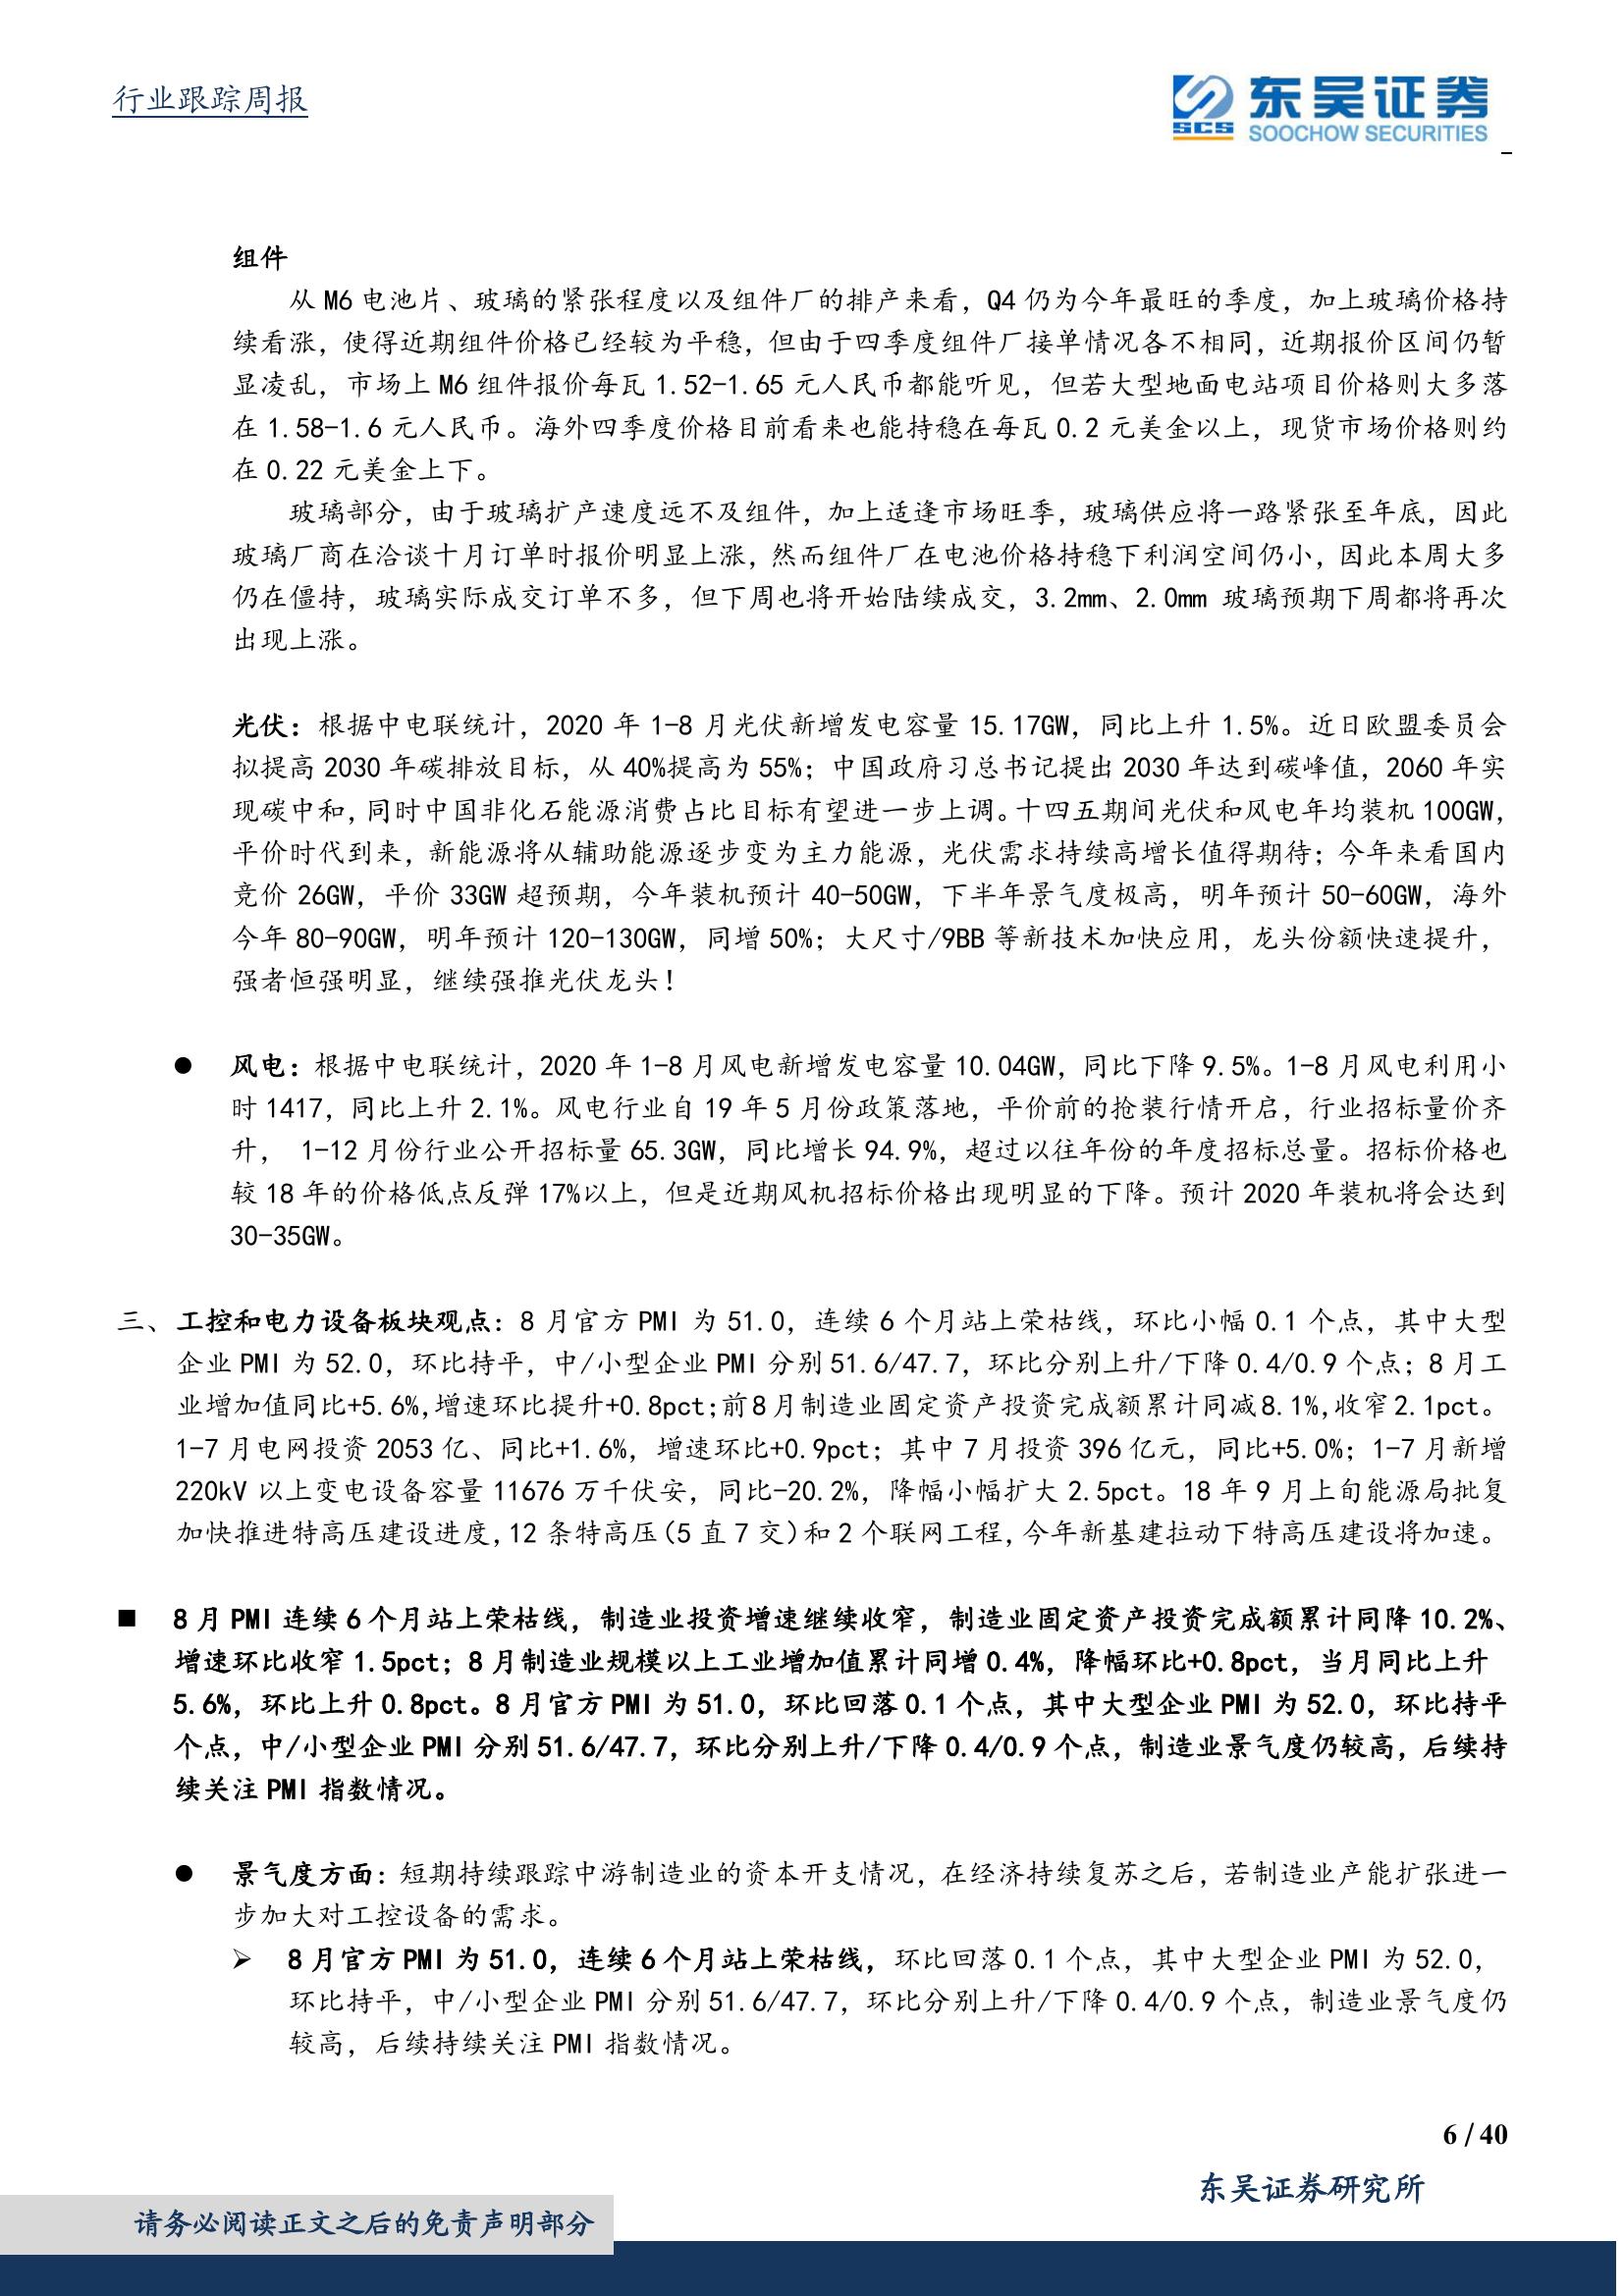 行业跟踪周报
SCS 东吴证券
SOOCHOW SECURITIES
组件
从 M6 电池片、玻璃的紧张程度以及组件厂的排产来看，Q4 仍为今年最旺的季度，加上玻璃价格持
续看涨，使得近期组件价格已经较为平稳，但由于四季度组件厂接单情况各不相同，近期报价区间仍暂
显凌乱，市场上 M6 组件报价每瓦 1.52-1.65 元人民币都能听见，但若大型地面电站项目价格则大多落
在 1.58-1.6 元人民币。海外四季度价格目前看来也能持稳在每瓦 0.2 元美金以上，现货市场价格则约
在 0.22 元美金上下。
玻璃部分，由于玻璃扩产速度远不及组件，加上适逢市场旺季，玻璃供应将一路紧张至年底，因此
玻璃厂商在洽谈十月订单时报价明显上涨，然而组件厂在电池价格持稳下利润空间仍小，因此本周大多
仍在僵持，玻璃实际成交订单不多，但下周也将开始陆续成交，3.2mm、2.0mm 玻璃预期下周都将再次
出现上涨。
光伏：根据中电联统计，2020 年 1-8 月光伏新增发电容量 15.17GW，同比上升 1.5%。近日欧盟委员会
拟提高 2030 年碳排放目标，从 40%提高为 55%；中国政府习总书记提出 2030 年达到碳峰值，2060 年实
现碳中和，同时中国非化石能源消费占比目标有望进一步上调。十四五期间光伏和风电年均装机 100GW，
平价时代到来，新能源将从辅助能源逐步变为主力能源，光伏需求持续高增长值得期待；今年来看国内
竞价 26GW，平价 33GW 超预期，今年装机预计 40-50GW，下半年景气度极高，明年预计 50-60GW，海外
今年 80-90GW，明年预计 120-130GW，同增 50%；大尺寸/9BB 等新技术加快应用，龙头份额快速提升，
强者恒强明显，继续强推光伏龙头！
● 风电：根据中电联统计，2020 年 1-8 月风电新增发电容量 10.04GW，同比下降 9.5%。1-8 月风电利用小
时 1417，同比上升 2.1%。风电行业自 19 年 5 月份政策落地，平价前的抢装行情开启，行业招标量价齐
升， 1-12 月份行业公开招标量 65.3GW，同比增长 94.9%，超过以往年份的年度招标总量。招标价格也
较 18 年的价格低点反弹 17%以上，但是近期风机招标价格出现明显的下降。预计 2020 年装机将会达到
30-35GW。
三、工控和电力设备板块观点：8 月官方 PMI 为 51.0，连续 6 个月站上荣枯线，环比小幅 0.1 个点，其中大型
企业 PMI 为 52.0，环比持平，中/小型企业 PMI 分别 51.6/47.7，环比分别上升/下降 0.4/0.9 个点；8 月工
业增加值同比+5.6%,增速环比提升+0.8pct;前8月制造业固定资产投资完成额累计同减8.1%,收窄2.1pct。
1-7 月电网投资 2053 亿、同比+1.6%，增速环比+0.9pct；其中 7 月投资 396 亿元，同比+5.0%；1-7 月新增
220kV 以上变电设备容量 11676 万千伏安，同比-20.2%，降幅小幅扩大 2.5pct。18 年 9 月上旬能源局批复
加快推进特高压建设进度,12 条特高压(5 直 7 交)和 2 个联网工程,今年新基建拉动下特高压建设将加速。
■ 8 月 PMI 连续 6 个月站上荣枯线，制造业投资增速继续收窄，制造业固定资产投资完成额累计同降 10.2%、
增速环比收窄 1.5pct；8 月制造业规模以上工业增加值累计同增 0.4%，降幅环比+0.8pct，当月同比上升
5.6%，环比上升 0.8pct。8 月官方 PMI 为 51.0，环比回落 0.1 个点，其中大型企业 PMI 为 52.0，环比持平
个点，中/小型企业 PMI 分别 51.6/47.7，环比分别上升/下降 0.4/0.9 个点，制造业景气度仍较高，后续持
续关注 PMI 指数情况。
● 景气度方面：短期持续跟踪中游制造业的资本开支情况，在经济持续复苏之后，若制造业产能扩张进一
步加大对工控设备的需求。
➢ 8 月官方 PMI 为 51.0，连续 6 个月站上荣枯线，环比回落 0.1 个点，其中大型企业 PMI 为 52.0，
环比持平，中/小型企业 PMI 分别 51.6/47.7，环比分别上升/下降 0.4/0.9 个点，制造业景气度仍
较高，后续持续关注 PMI 指数情况。
6 / 40
东吴证券研究所
请务必阅读正文之后的免责声明部分